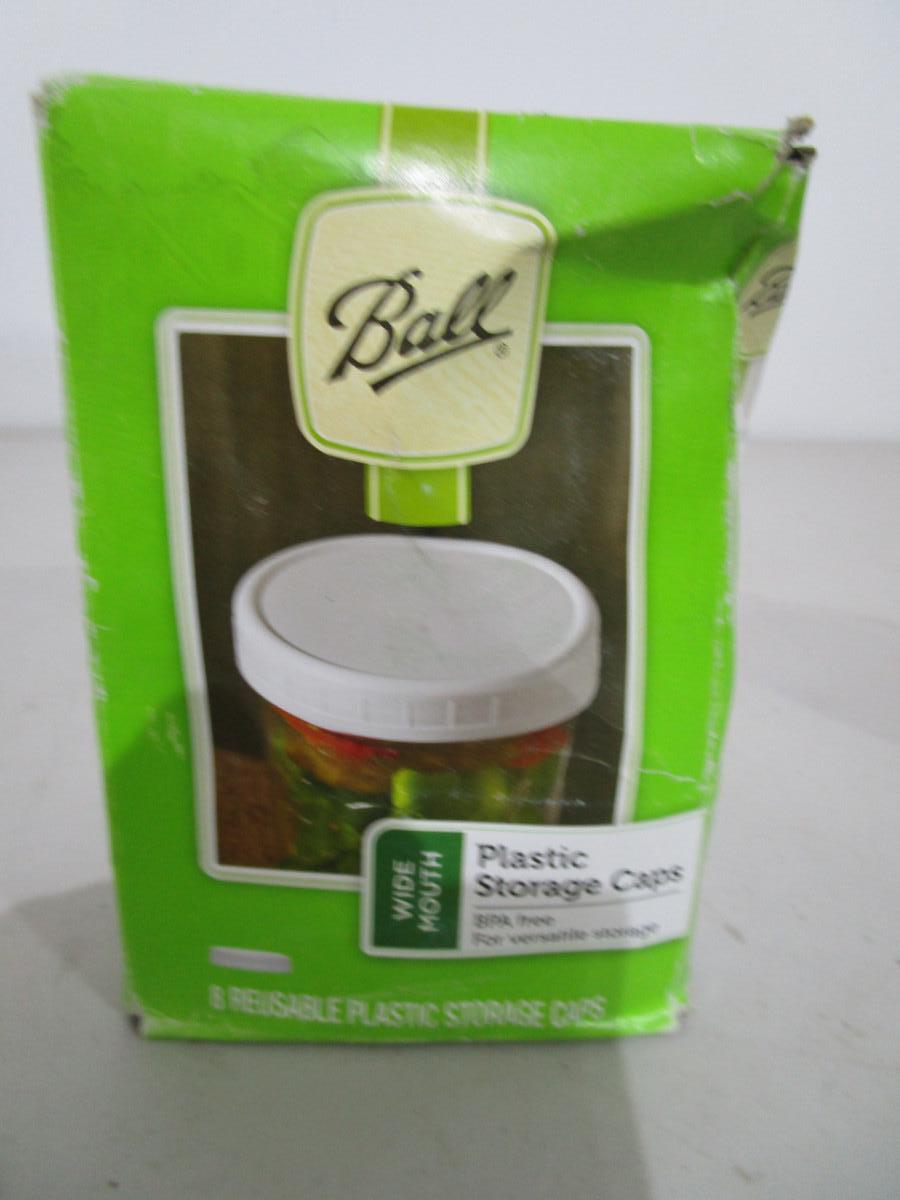 Ball®
WIDE
MOUTH
Plastic
Storage Caps
BPA free
For versatile storage
8 REUSABLE PLASTIC STORAGE CAPS